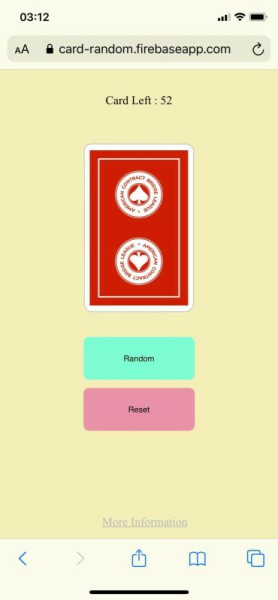 03:12
AA card-random.firebaseapp.com
Card Left : 52
AMERICAN CONTRACT BRIDGE LEAGUE
AMERICAN CONTRACT BRIDGE LEAGUE
Random
Reset
More Information